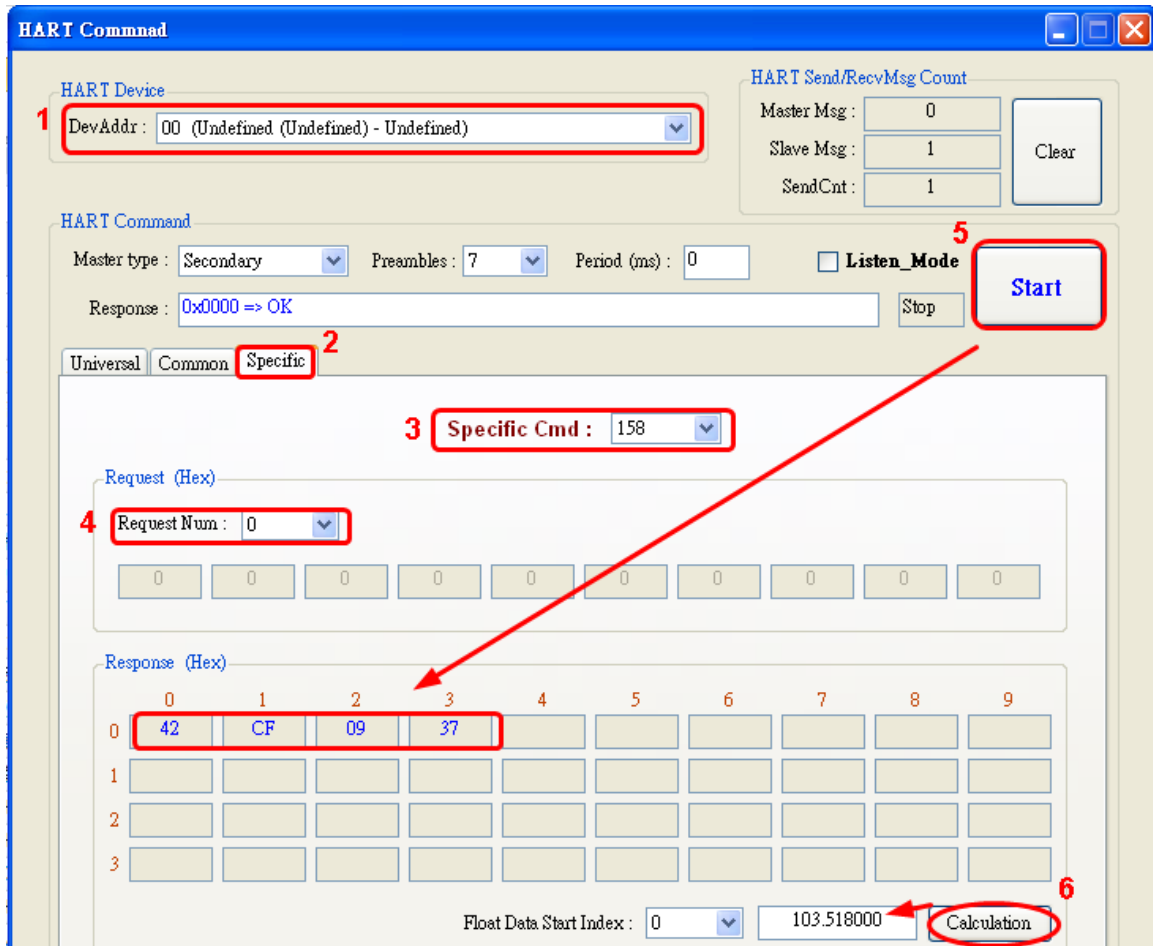 HART Commnad
HART Device
1 DevAddr : 00 (Undefined (Undefined) - Undefined)
HART Send/RecvMsg Count
Master Msg : 0
Slave Msg : 1
SendCnt : 1
Clear
HART Command
Master type : Secondary Preambles : 7 Period (ms) : 0 Listen_Mode
5 Start
Response : 0x0000 => OK Stop
Universal Common Specific 2
3 Specific Cmd : 158
Request (Hex)
4 Request Num : 0
0 0 0 0 0 0 0 0 0 0
Response (Hex)
0 1 2 3 4 5 6 7 8 9
0 42 CF 09 37
1
2
3
6
Float Data Start Index : 0 103.518000 Calculation